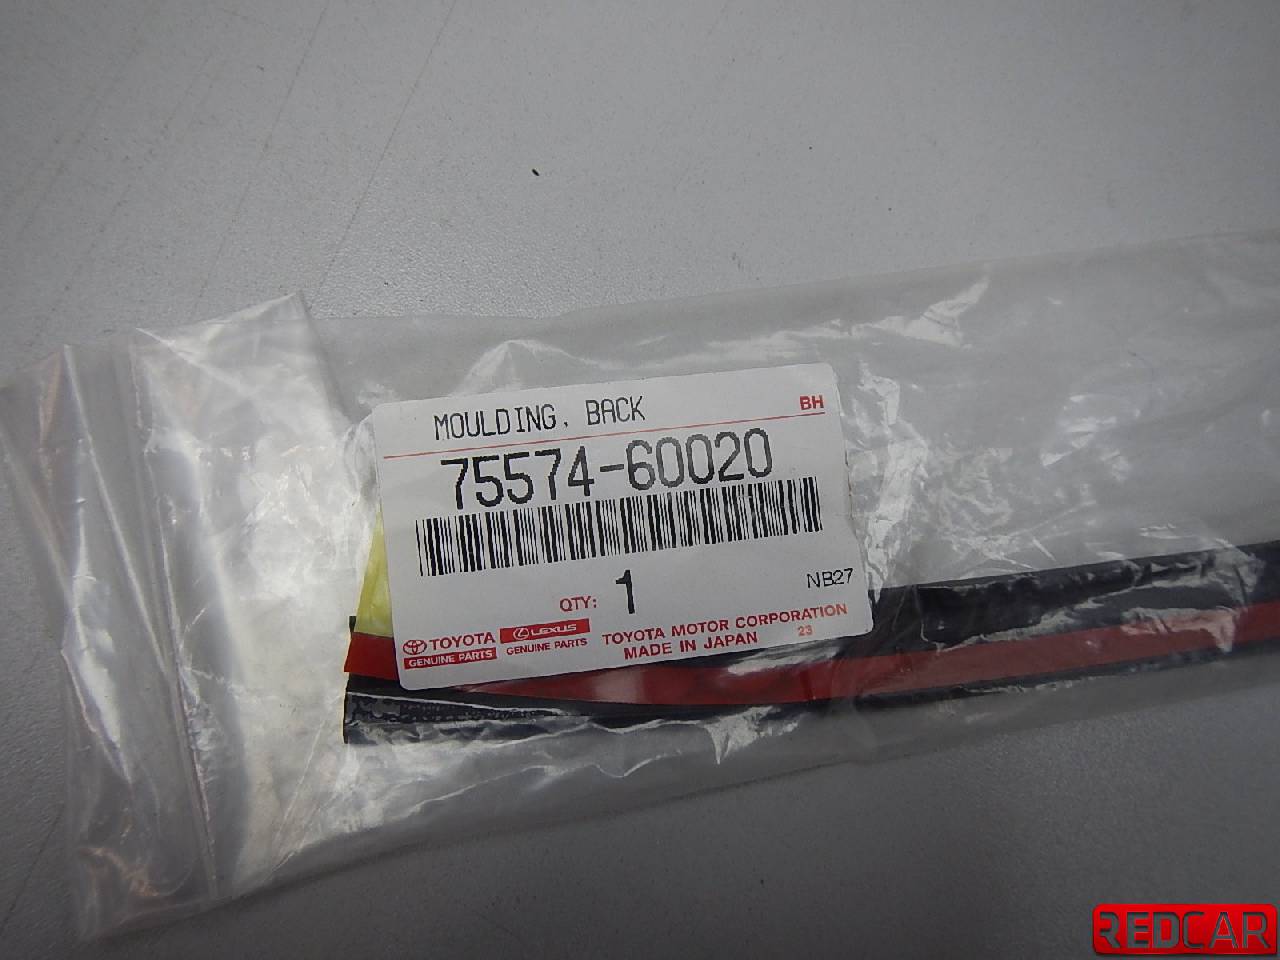 MOULDING, BACK
BH
75574-60020
QTY: 1
NB27
TOYOTA
GENUINE PARTS
LEXUS
GENUINE PARTS
TOYOTA MOTOR CORPORATION
MADE IN JAPAN
23
REDCAR